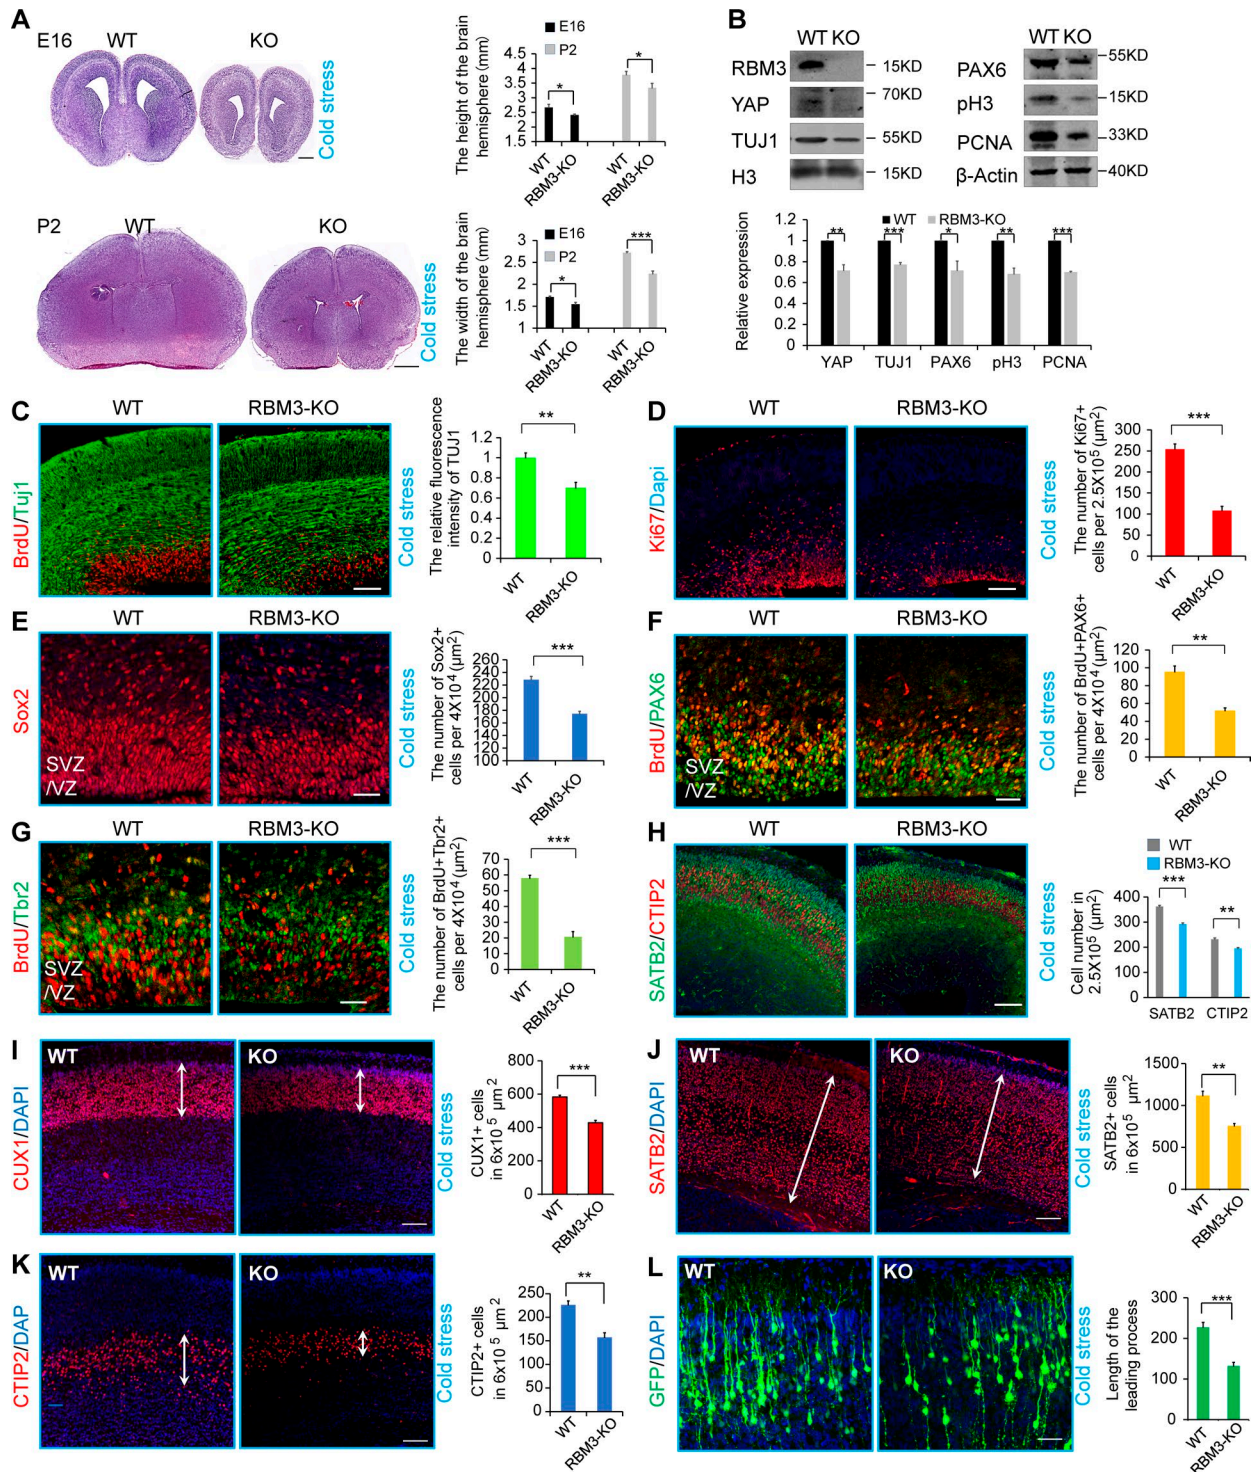 A
E16 WT KO
Cold stress
The height of the brain
hemisphere (mm)
E16
P2
4.5
3.5
2.5
1.5
*
*
WT
RBM3-KO
WT
RBM3-KO
P2 WT KO
Cold stress
The width of the brain
hemisphere (mm)
E16
P2
3
2.5
2
1.5
1
*
***
WT
RBM3-KO
WT
RBM3-KO
B
WT KO
RBM3 15KD
YAP 70KD
TUJ1 55KD
H3 15KD
WT KO
PAX6 55KD
pH3 15KD
PCNA 33KD
β-Actin 40KD
WT RBM3-KO
Relative expression
1.2
1
0.8
0.6
0.4
0.2
0
** *** * ** ***
YAP TUJ1 PAX6 pH3 PCNA
C
WT RBM3-KO
BrdU/Tuj1
Cold stress
The relative fluorescence
intensity of TUJ1
1.2
1
0.8
0.6
0.4
0.2
0
**
WT
RBM3-KO
D
WT RBM3-KO
Ki67/Dapi
Cold stress
The number of Ki67+
cells per 2.5X10⁵ (μm²)
300
250
200
150
100
50
0
***
WT
RBM3-KO
E
WT RBM3-KO
Sox2
SVZ
/VZ
Cold stress
The number of Sox2+
cells per 4X10⁴ (μm²)
260
240
220
200
180
160
140
120
100
***
WT
RBM3-KO
F
WT RBM3-KO
BrdU/PAX6
SVZ
/VZ
Cold stress
The number of BrdU+PAX6+
cells per 4X10⁴ (μm²)
120
100
80
60
40
20
0
**
WT
RBM3-KO
G
WT RBM3-KO
BrdU/Tbr2
SVZ
/VZ
Cold stress
The number of BrdU+Tbr2+
cells per 4X10⁴ (μm²)
70
60
50
40
30
20
10
0
***
WT
RBM3-KO
H
WT RBM3-KO
SATB2/CTIP2
Cold stress
WT
RBM3-KO
Cell number in
2.5X10⁵ (μm²)
400
300
200
100
0
***
**
SATB2 CTIP2
I
WT KO
CUX1/DAPI
Cold stress
CUX1+ cells
in 6x10⁵ μm²
800
600
400
200
0
***
WT
RBM3-KO
J
WT KO
SATB2/DAPI
Cold stress
SATB2+ cells
in 6x10⁵ μm²
1500
1000
500
0
**
WT
RBM3-KO
K
WT KO
CTIP2/DAP
Cold stress
CTIP2+ cells
in 6x10⁵ μm²
250
200
150
100
50
0
**
WT
RBM3-KO
L
WT KO
GFP/DAPI
Cold stress
Length of the
leading process
300
200
100
0
***
WT
RBM3-KO